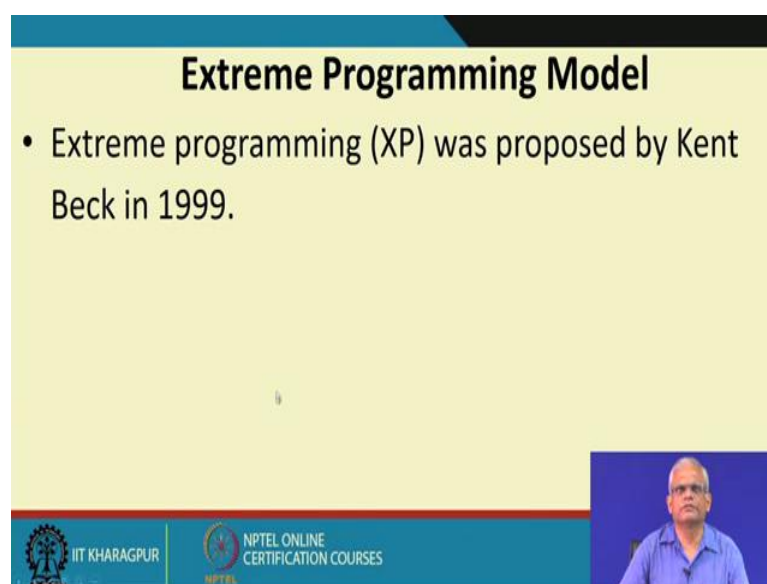 Extreme Programming Model
• Extreme programming (XP) was proposed by Kent
Beck in 1999.
IIT KHARAGPUR
NPTEL ONLINE
CERTIFICATION COURSES
NPTEL